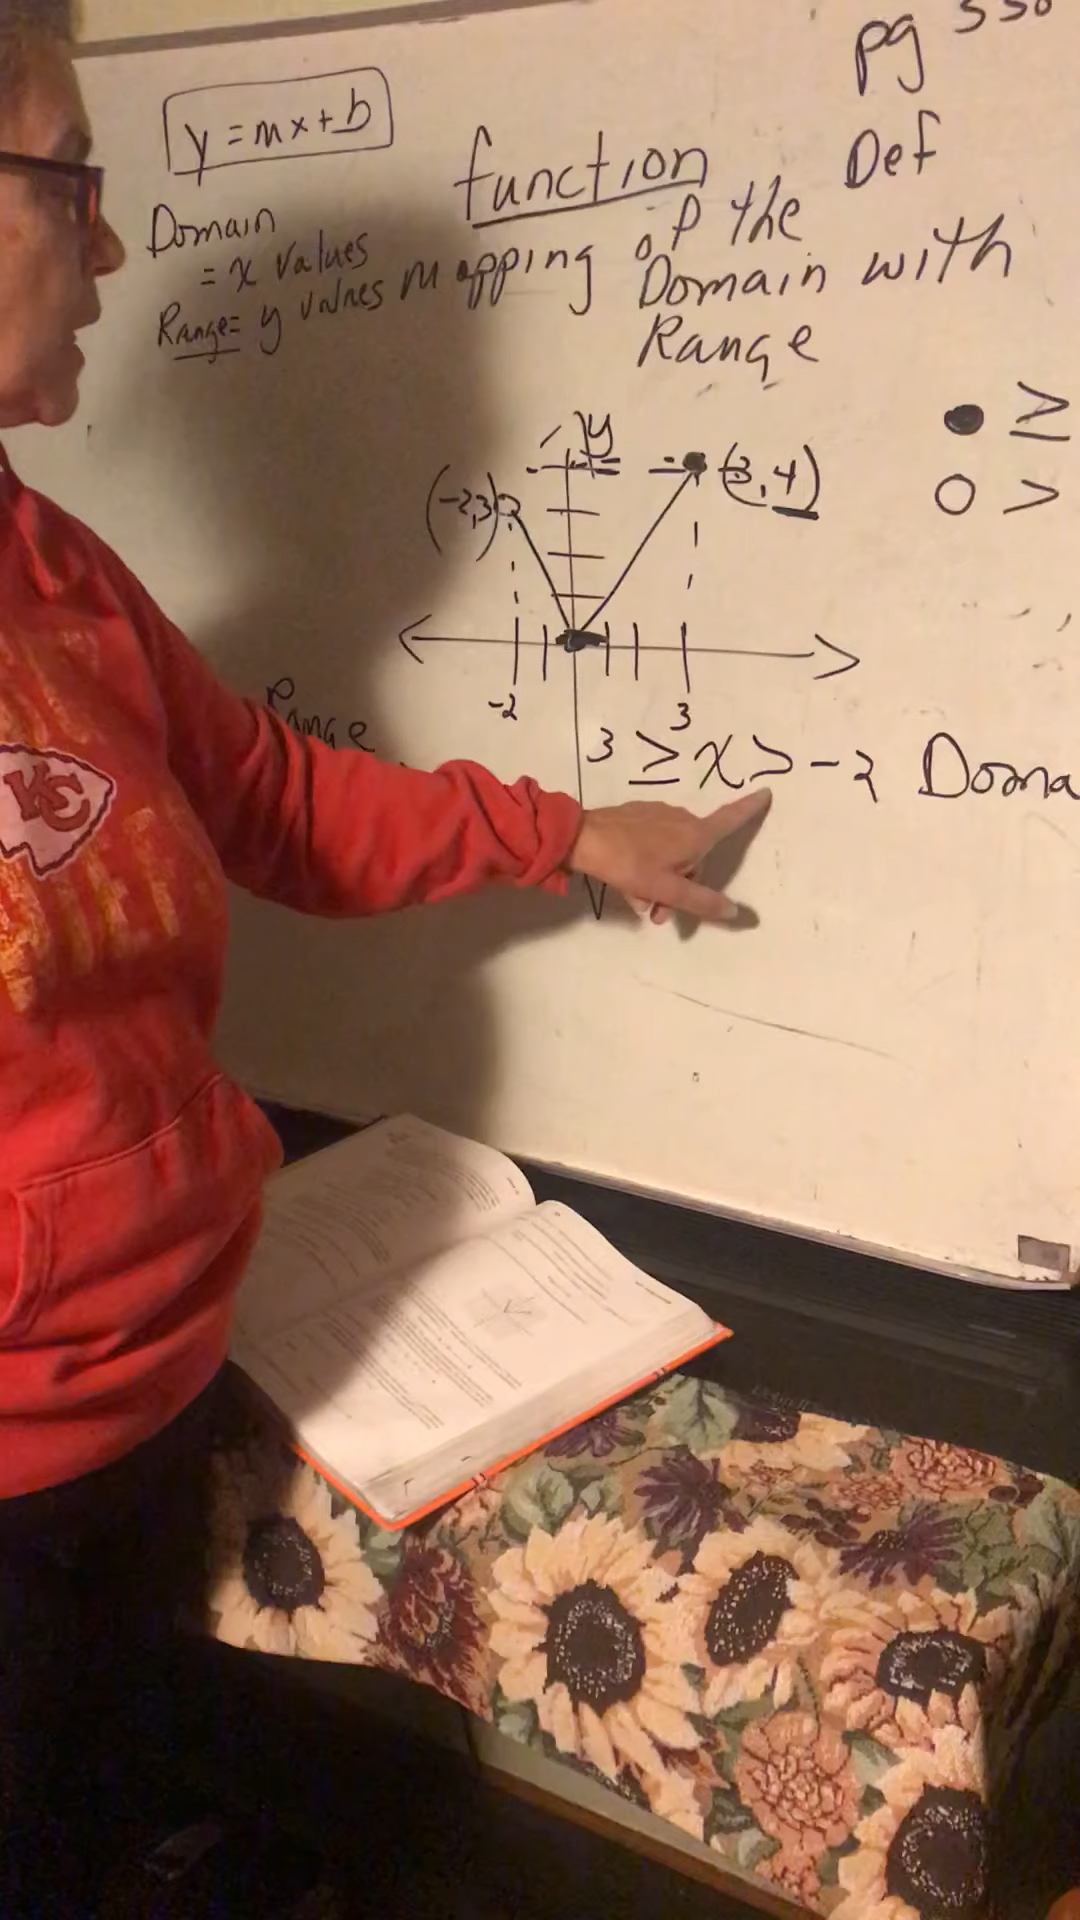 pg 330
y = mx + b
function
Def
Domain
= x values
Range = y values
mapping of the
Domain with
Range
y
● ≥
○ >
(-2,3)
(3,4)
-2
3
Range
3 ≥ x > -2 Doma
KC